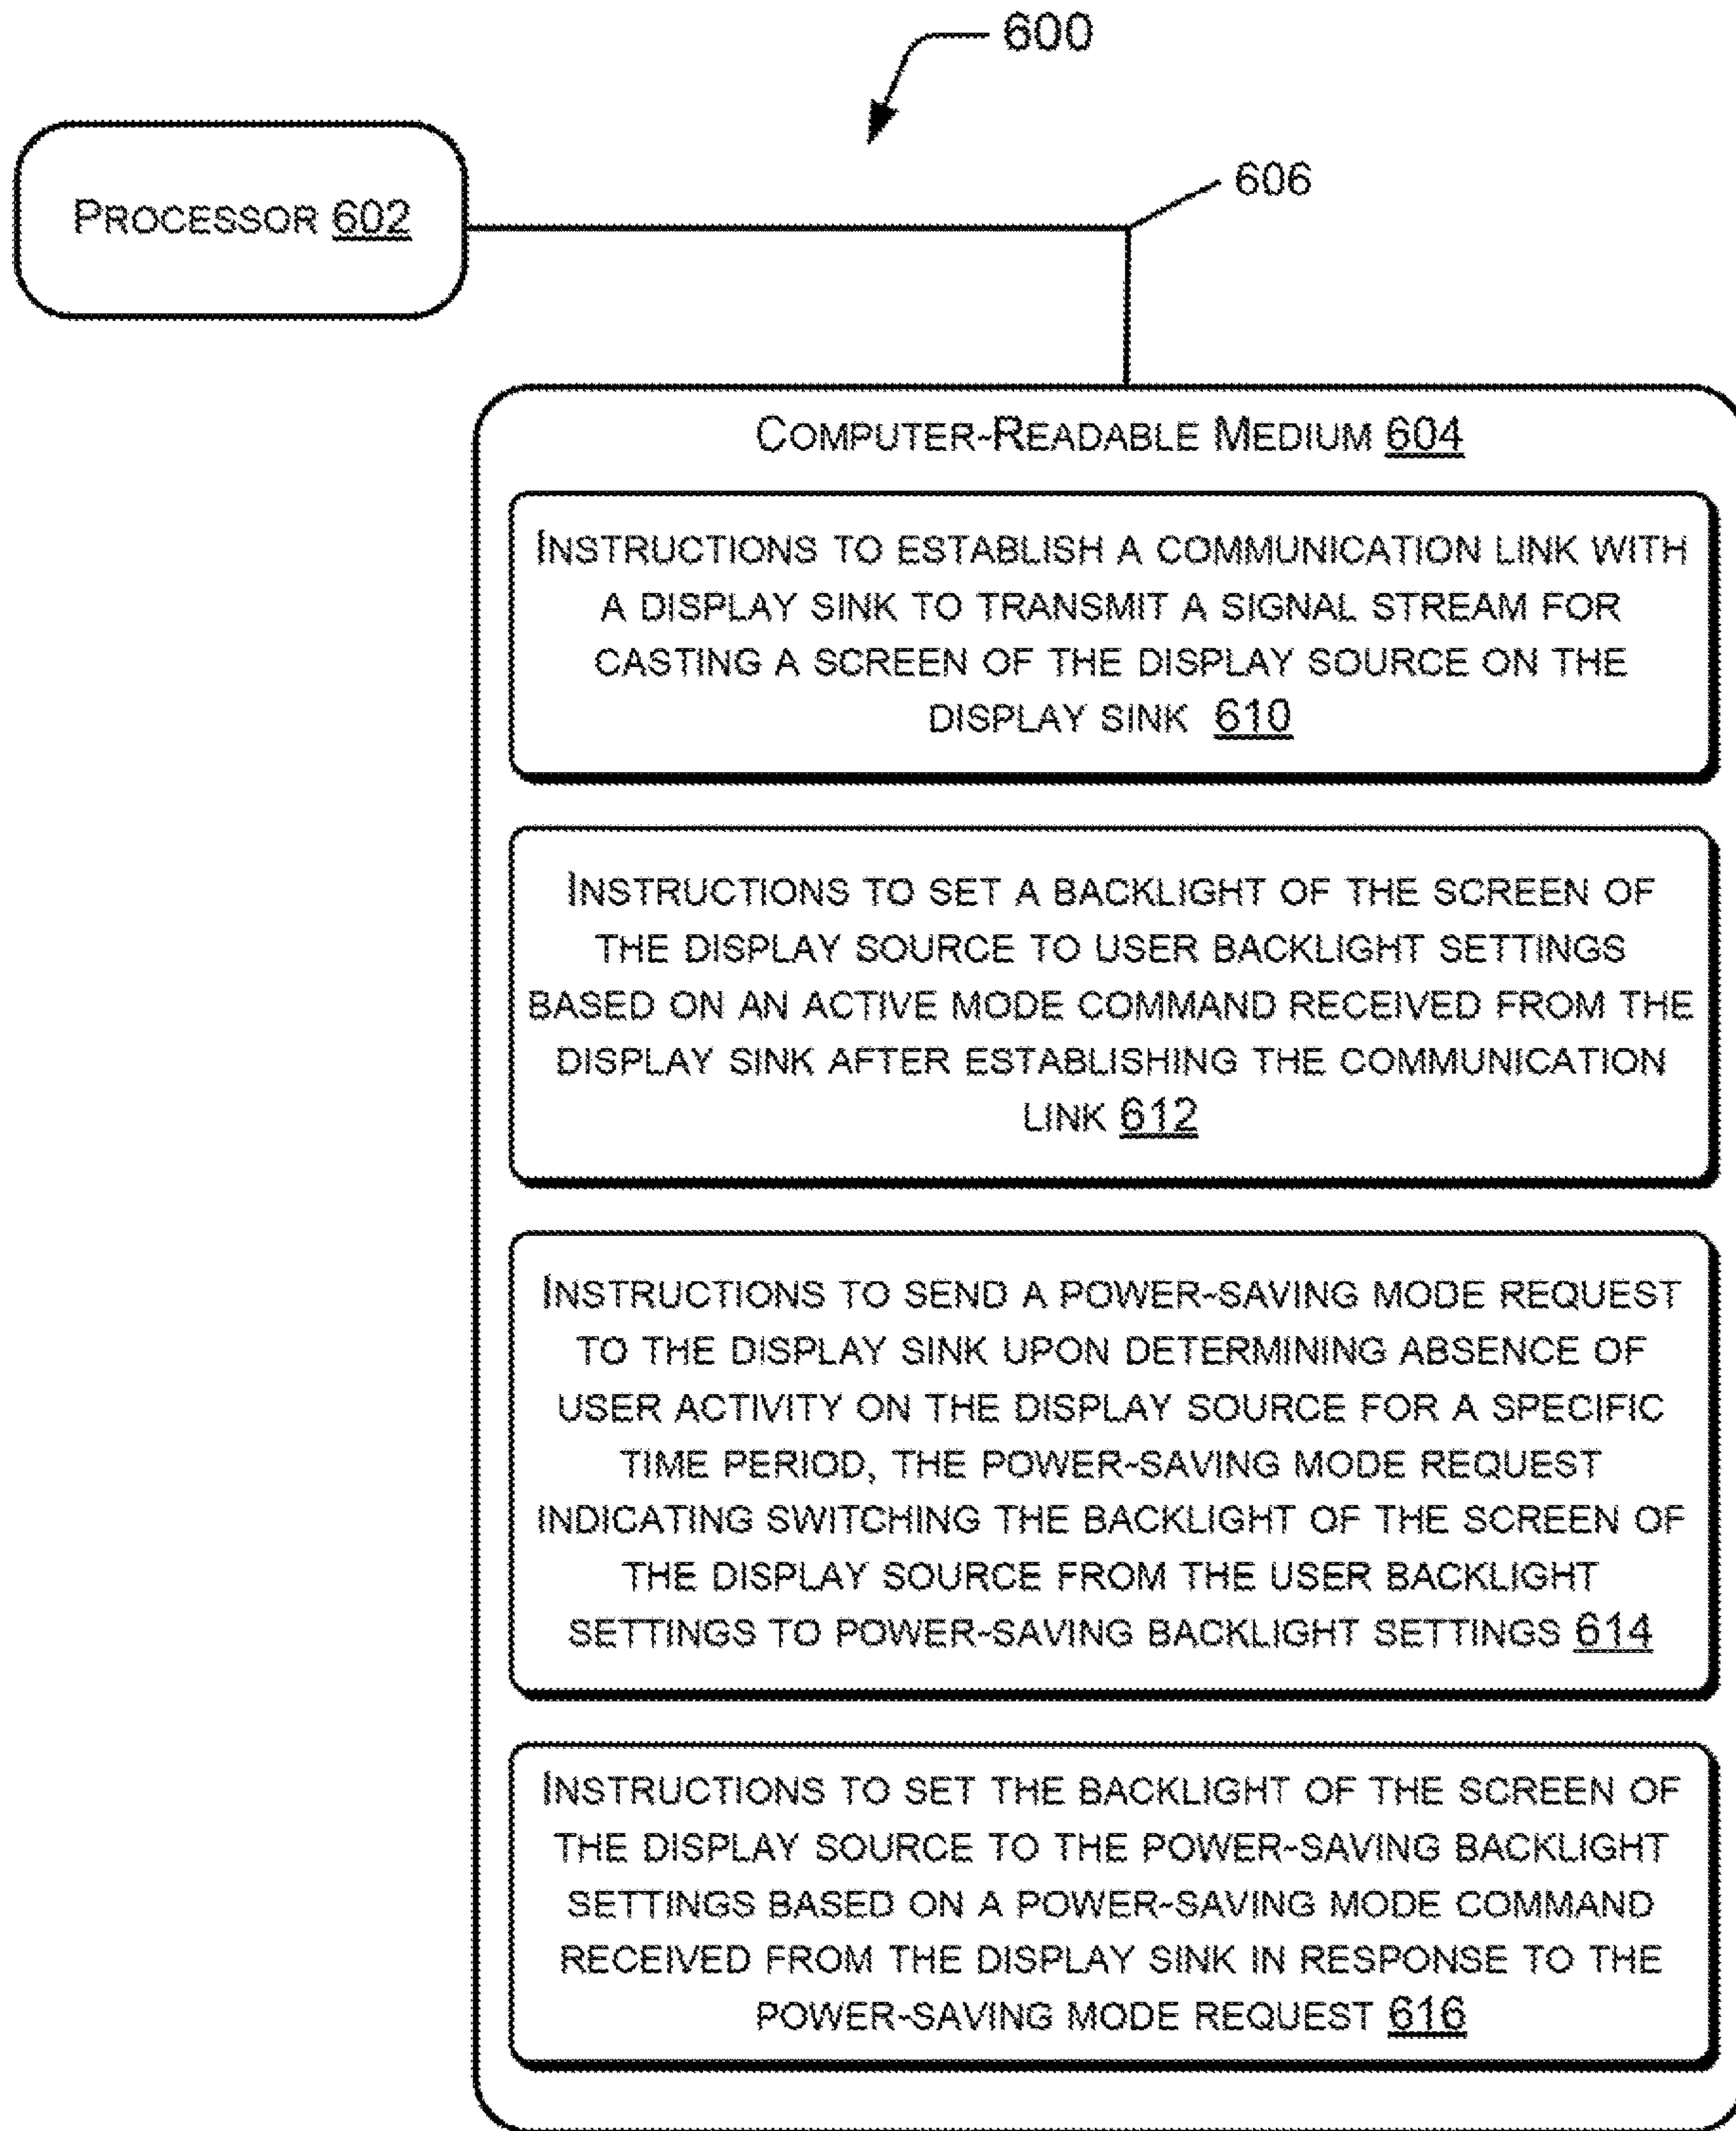 600
606
PROCESSOR 602
COMPUTER-READABLE MEDIUM 604
INSTRUCTIONS TO ESTABLISH A COMMUNICATION LINK WITH
A DISPLAY SINK TO TRANSMIT A SIGNAL STREAM FOR
CASTING A SCREEN OF THE DISPLAY SOURCE ON THE
DISPLAY SINK 610
INSTRUCTIONS TO SET A BACKLIGHT OF THE SCREEN OF
THE DISPLAY SOURCE TO USER BACKLIGHT SETTINGS
BASED ON AN ACTIVE MODE COMMAND RECEIVED FROM THE
DISPLAY SINK AFTER ESTABLISHING THE COMMUNICATION
LINK 612
INSTRUCTIONS TO SEND A POWER-SAVING MODE REQUEST
TO THE DISPLAY SINK UPON DETERMINING ABSENCE OF
USER ACTIVITY ON THE DISPLAY SOURCE FOR A SPECIFIC
TIME PERIOD, THE POWER-SAVING MODE REQUEST
INDICATING SWITCHING THE BACKLIGHT OF THE SCREEN OF
THE DISPLAY SOURCE FROM THE USER BACKLIGHT
SETTINGS TO POWER-SAVING BACKLIGHT SETTINGS 614
INSTRUCTIONS TO SET THE BACKLIGHT OF THE SCREEN OF
THE DISPLAY SOURCE TO THE POWER-SAVING BACKLIGHT
SETTINGS BASED ON A POWER-SAVING MODE COMMAND
RECEIVED FROM THE DISPLAY SINK IN RESPONSE TO THE
POWER-SAVING MODE REQUEST 616